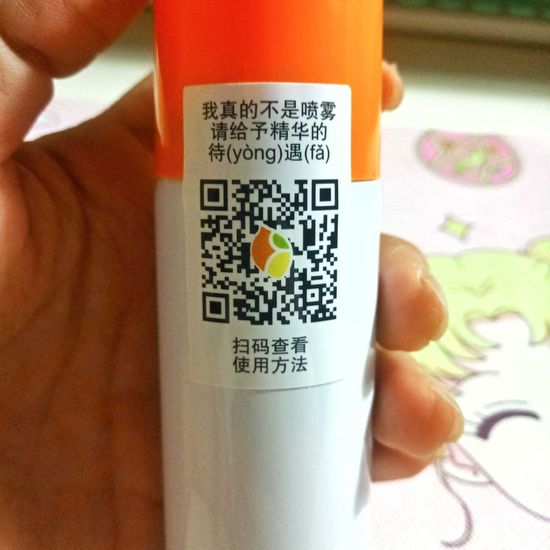 我真的不是喷雾
请给予精华的
待(yòng)遇(fǎ)
扫码查看
使用方法